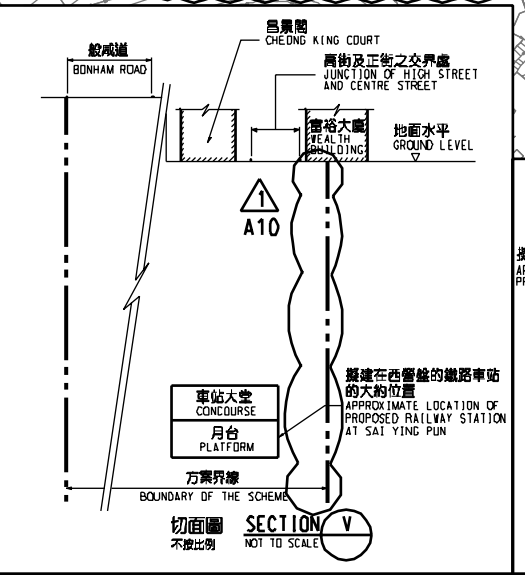 昌景閣
CHEONG KING COURT
般咸道
BONHAM ROAD
高街及正街之交界處
JUNCTION OF HIGH STREET
AND CENTRE STREET
富裕大廈
WEALTH
BUILDING
地面水平
GROUND LEVEL
1
A10
擬建在西營盤的鐵路車站
的大約位置
APPROXIMATE LOCATION OF
PROPOSED RAILWAY STATION
AT SAI YING PUN
車站大堂
CONCOURSE
月台
PLATFORM
方案界線
BOUNDARY OF THE SCHEME
切面圖
不按比例
SECTION V
NOT TO SCALE